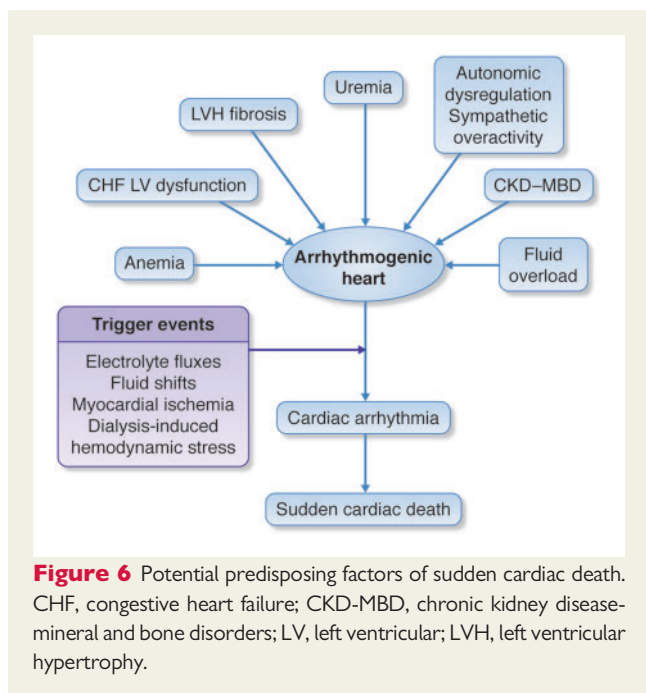 Uremia
Autonomic
dysregulation
Sympathetic
overactivity
LVH fibrosis
CHF LV dysfunction
CKD–MBD
Anemia
Arrhythmogenic
heart
Fluid
overload
Trigger events
Electrolyte fluxes
Fluid shifts
Myocardial ischemia
Dialysis-induced
hemodynamic stress
Cardiac arrhythmia
Sudden cardiac death
Figure 6 Potential predisposing factors of sudden cardiac death.
CHF, congestive heart failure; CKD-MBD, chronic kidney disease-
mineral and bone disorders; LV, left ventricular; LVH, left ventricular
hypertrophy.